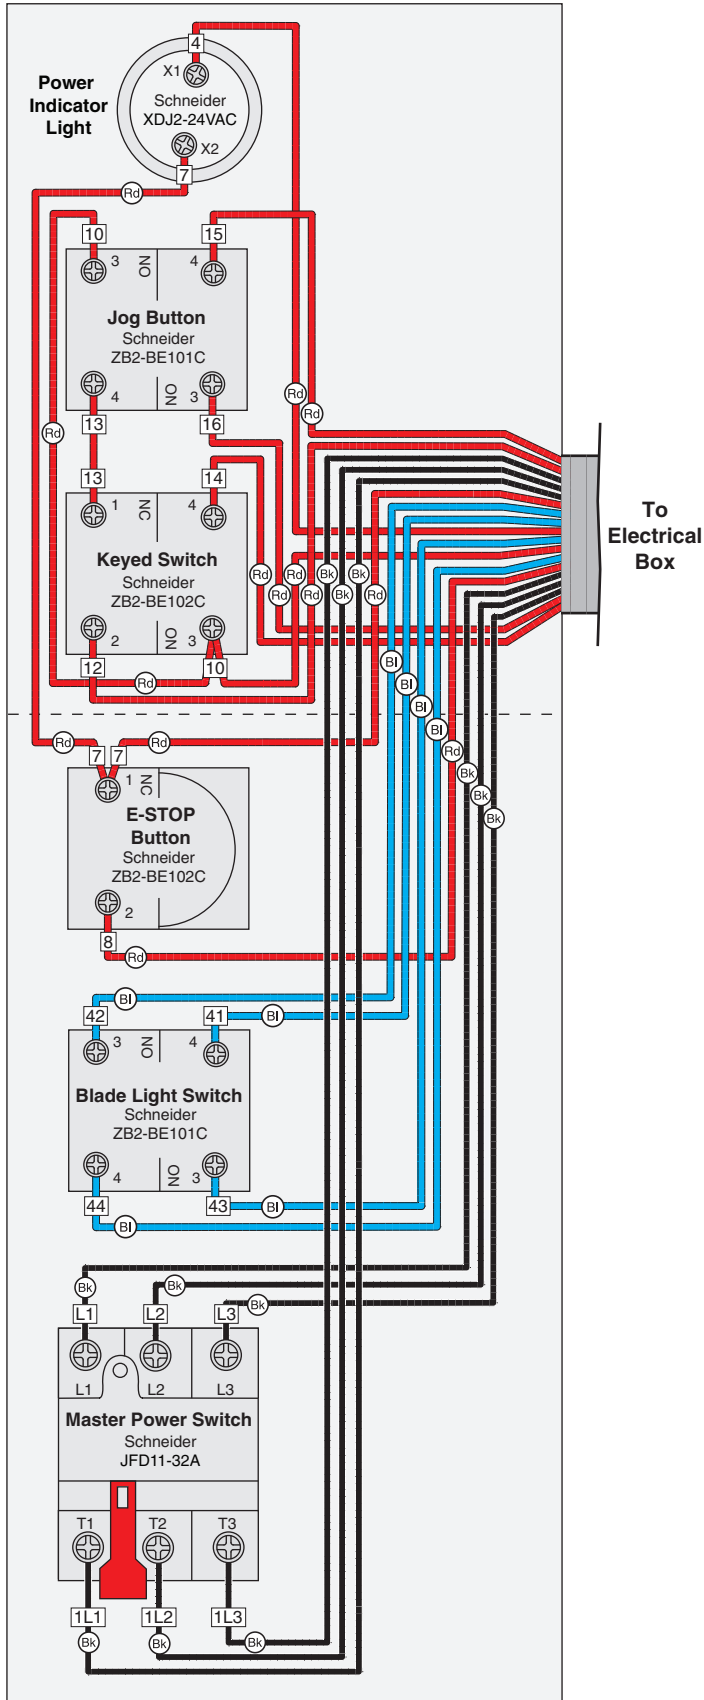 4
X1
Power
Indicator
Light
Schneider
XDJ2-24VAC
X2
7
Rd
10
15
3
NO
4
Jog Button
Schneider
ZB2-BE101C
4
NO
3
Rd
Rd
13
16
Rd
13
14
1
NC
4
To
Electrical
Box
Keyed Switch
Schneider
ZB2-BE102C
Rd
Rd
Bk
Bk
Rd
Rd
Bk
Rd
2
NO
3
12
10
Bl
Rd
Bl
Bl
Bl
Rd
7
7
Rd
Rd
Bk
1
NC
Bk
E-STOP
Button
Schneider
ZB2-BE102C
Bk
2
8
Rd
Bl
42
41
Bl
3
NO
4
Blade Light Switch
Schneider
ZB2-BE101C
4
NO
3
44
43
Bl
Bl
Bk
Bk
L1
L2
L3
Bk
L1
L2
L3
Master Power Switch
Schneider
JFD11-32A
T1
T2
T3
1L1
1L2
1L3
Bk
Bk
Bk